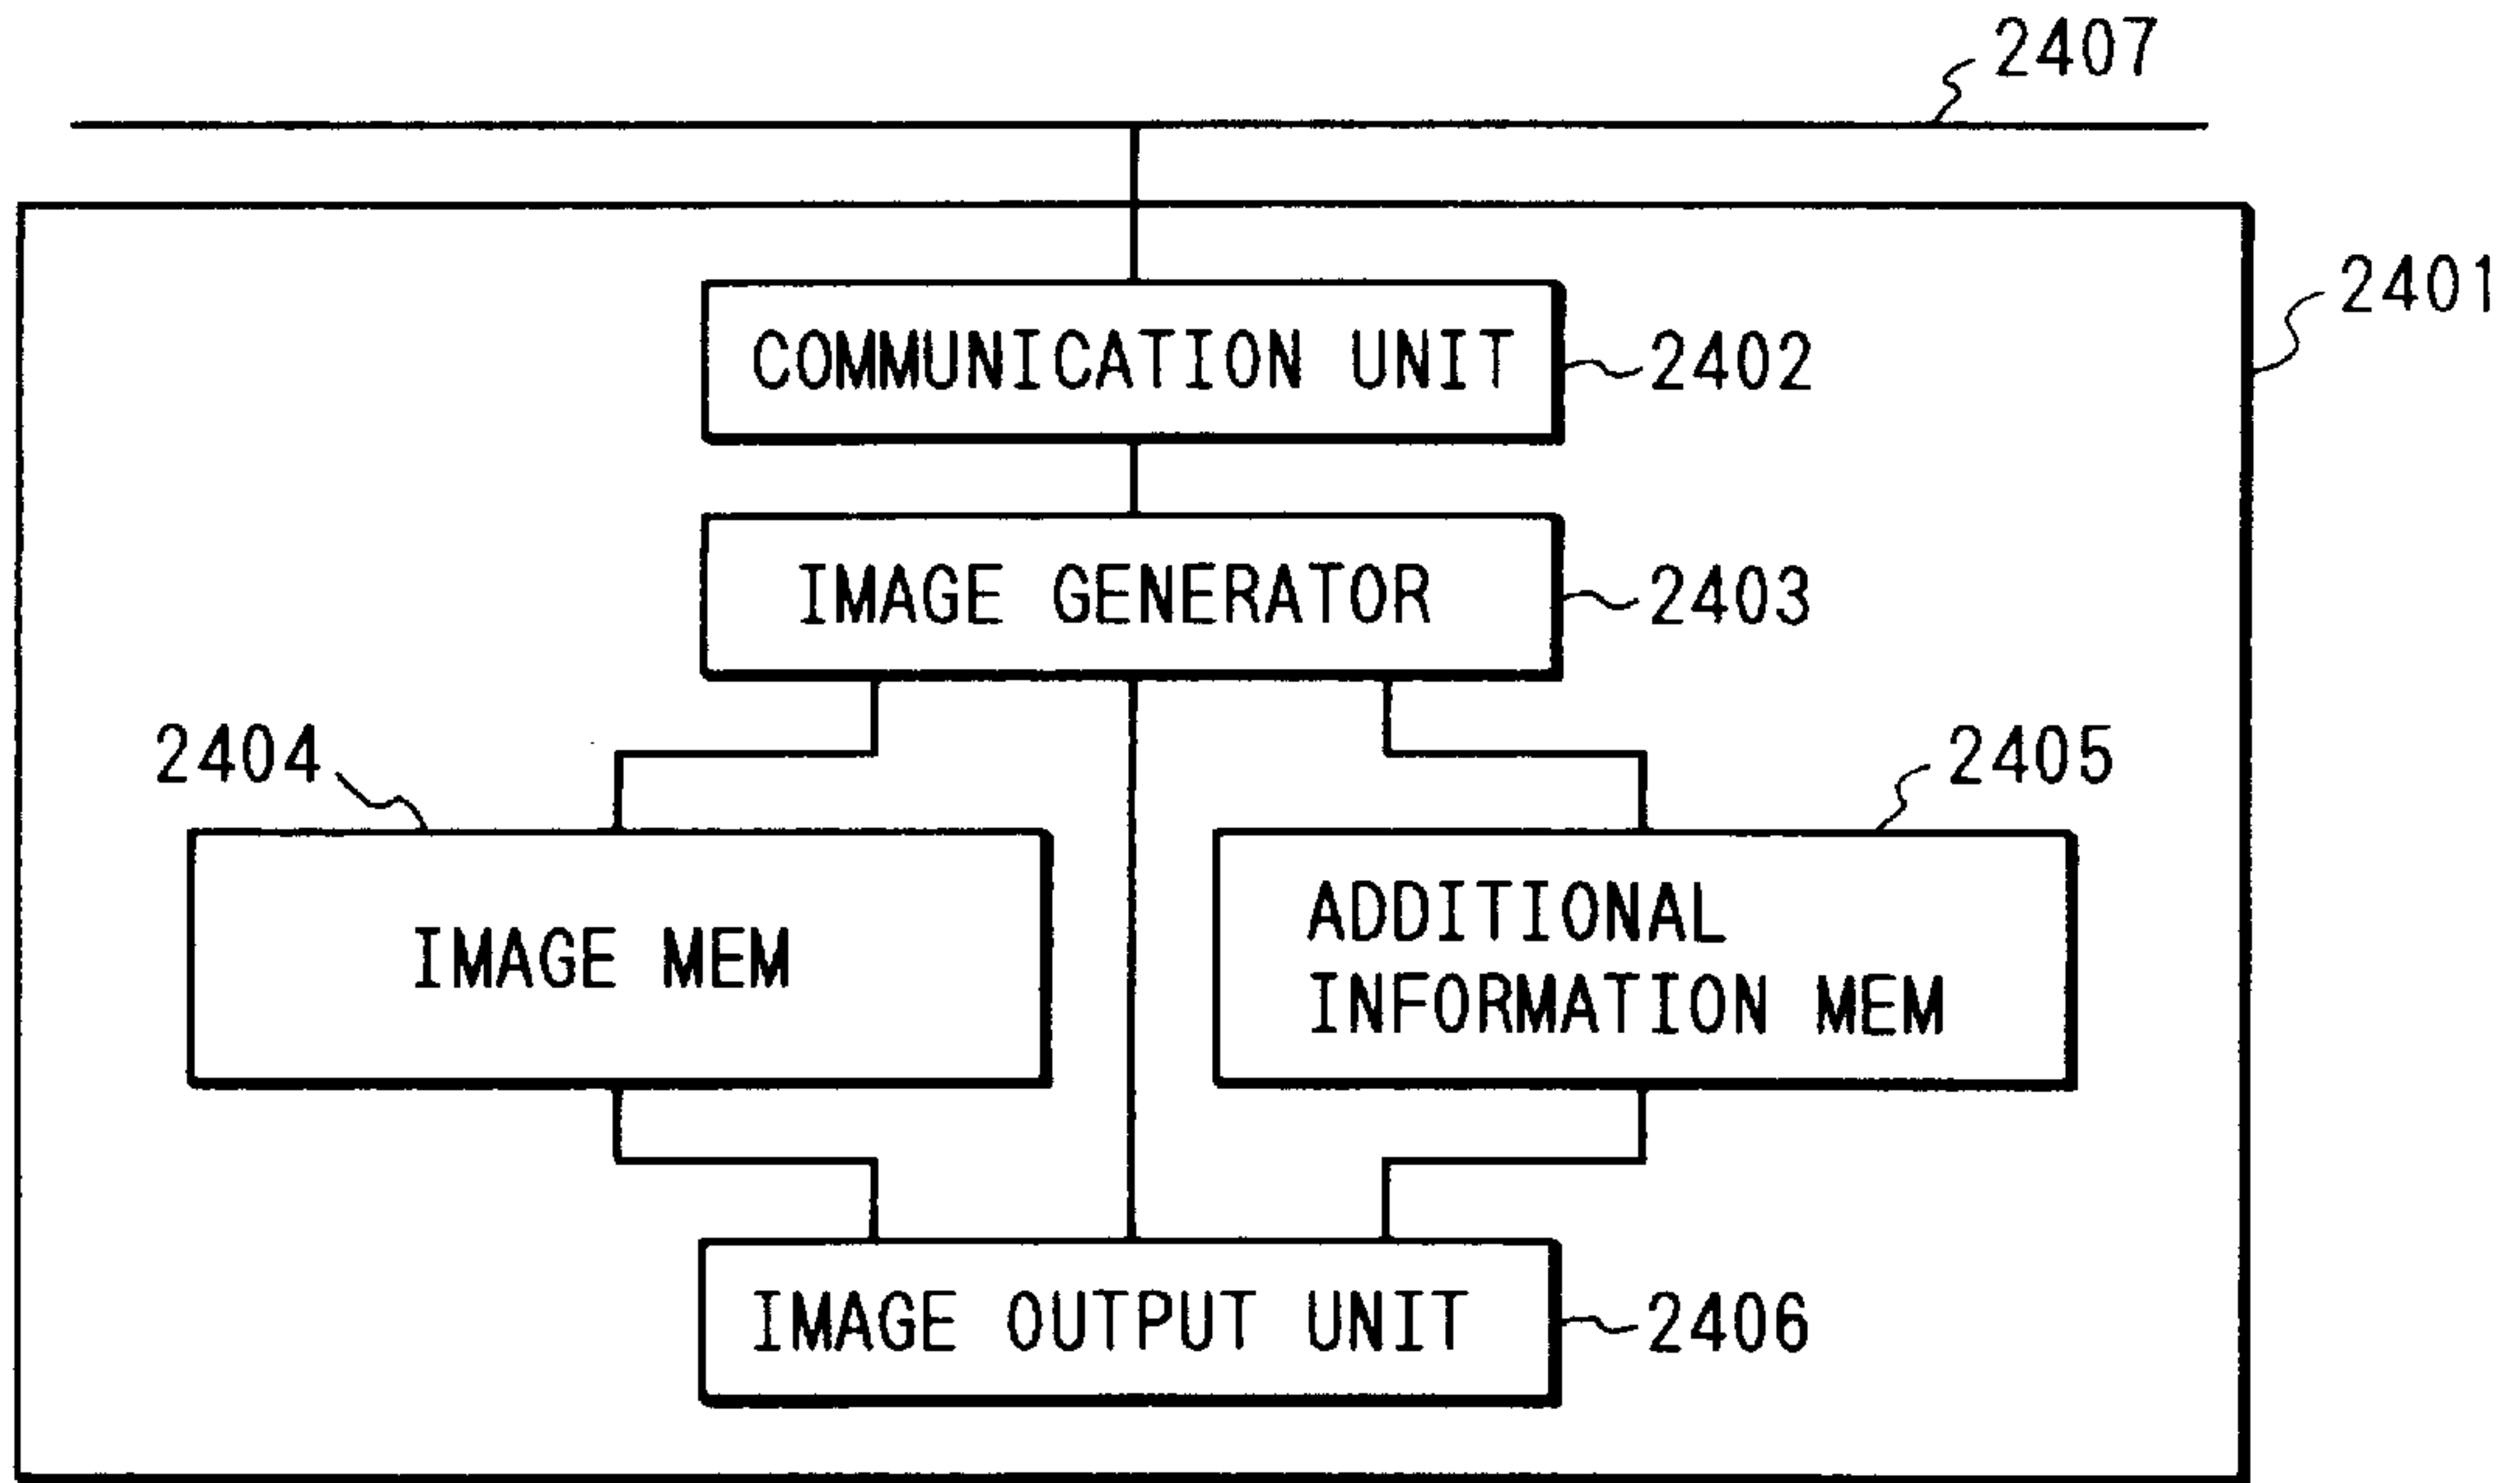 2407
2401
COMMUNICATION UNIT
2402
IMAGE GENERATOR
2403
2404
2405
IMAGE MEM
ADDITIONAL
INFORMATION MEM
IMAGE OUTPUT UNIT
2406